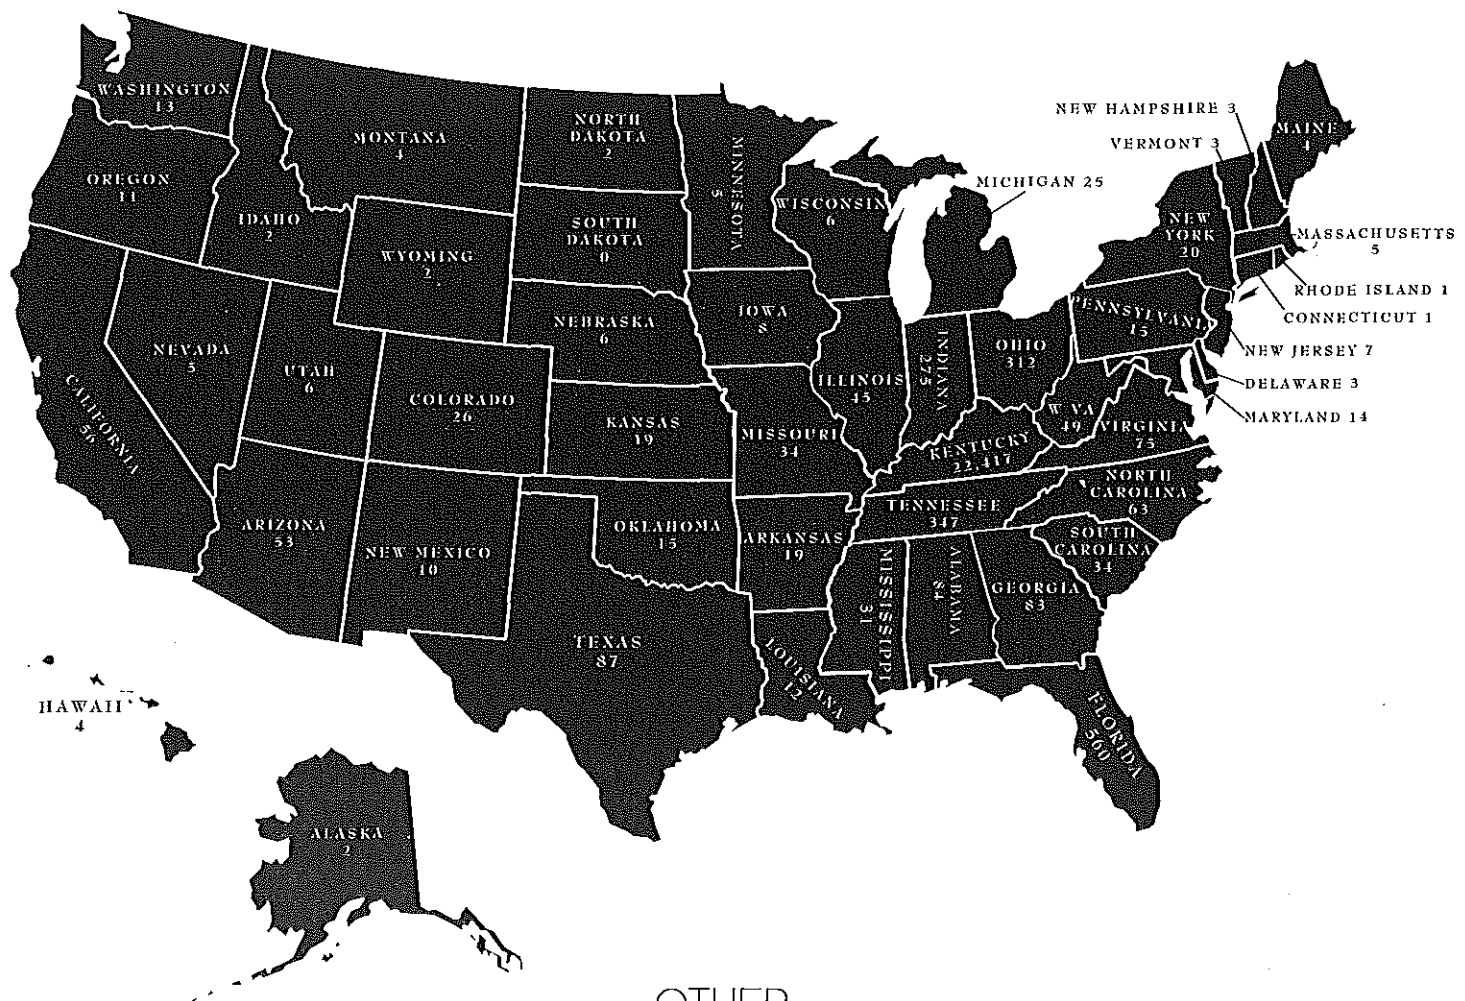 WASHINGTON
13
OREGON
11
IDAHO
2
MONTANA
4
WYOMING
2
NORTH
DAKOTA
2
SOUTH
DAKOTA
0
NEBRASKA
6
MINNESOTA
5
WISCONSIN
6
IOWA
8
MICHIGAN 25
NEW HAMPSHIRE 3
VERMONT 3
MAINE
NEW
YORK
20
MASSACHUSETTS
5
RHODE ISLAND 1
CONNECTICUT 1
NEW JERSEY 7
DELAWARE 3
MARYLAND 14
PENNSYLVANIA
15
OHIO
312
INDIANA
275
ILLINOIS
45
W VA
49
VIRGINIA
75
KENTUCKY
22,417
CALIFORNIA
56
NEVADA
UTAH
6
COLORADO
26
KANSAS
19
MISSOURI
34
ARIZONA
53
NEW MEXICO
10
OKLAHOMA
15
ARKANSAS
19
TENNESSEE
347
NORTH
CAROLINA
63
SOUTH
CAROLINA
34
MISSISSIPPI
ALABAMA
84
GEORGIA
83
TEXAS
87
LOUISIANA
12
FLORIDA
560
HAWAII
4
ALASKA
2
OTHER